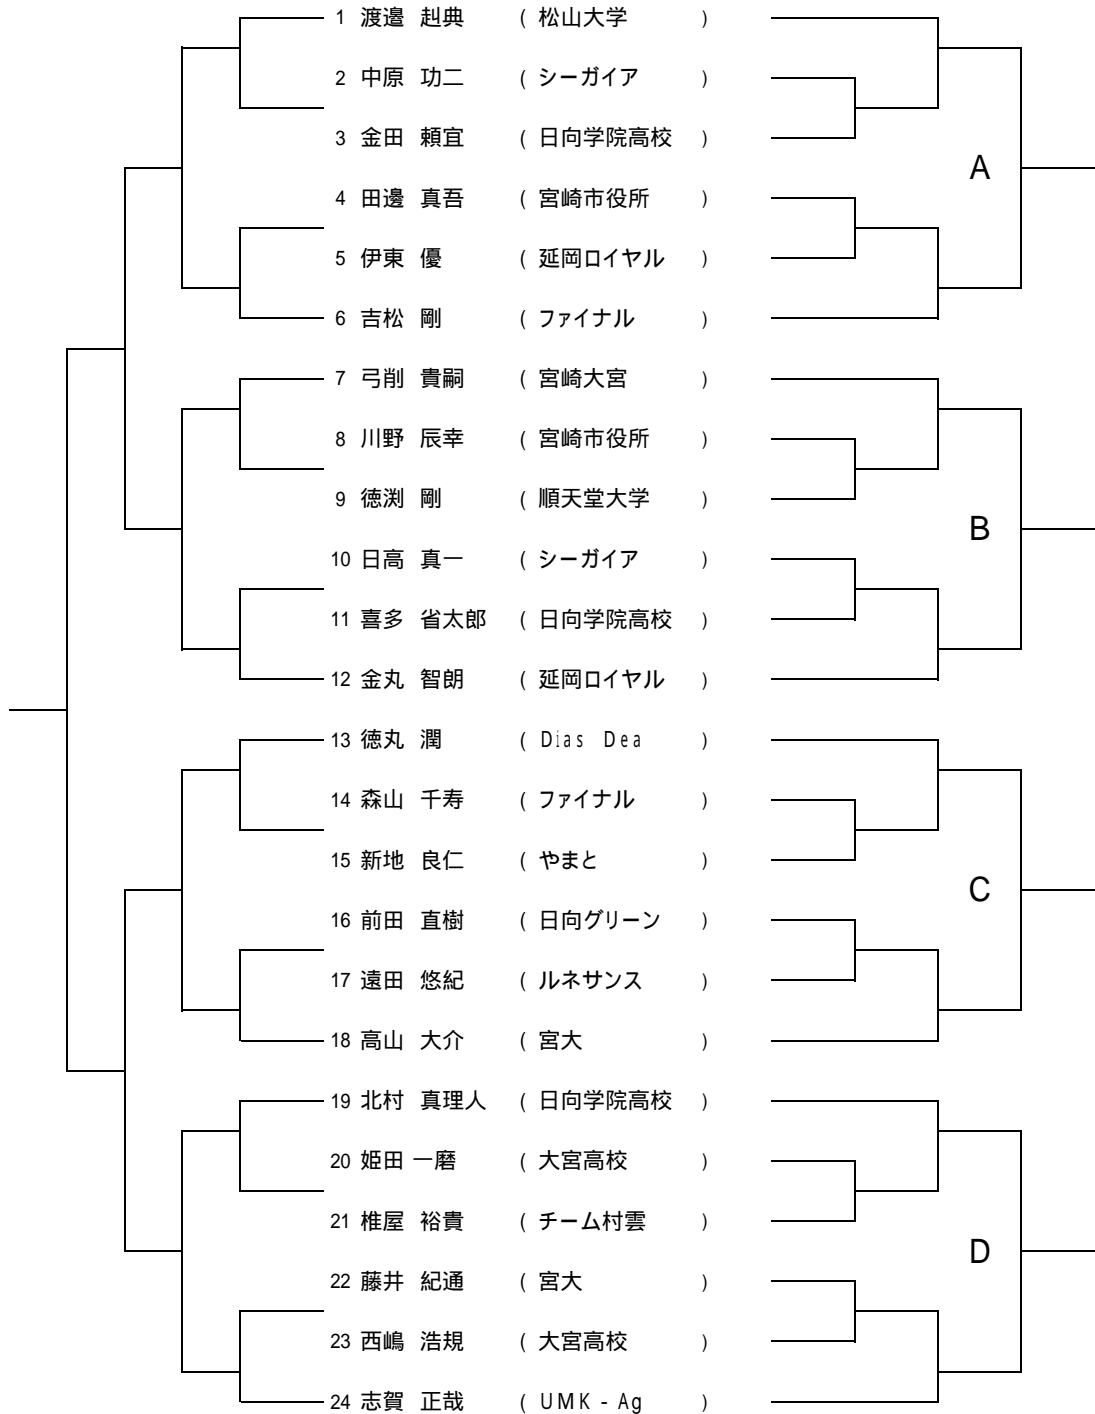 1 渡邉 赳典 ( 松山大学 )
2 中原 功二 ( シーガイア )
3 金田 頼宜 ( 日向学院高校 )
A
4 田邊 真吾 ( 宮崎市役所 )
5 伊東 優 ( 延岡ロイヤル )
6 吉松 剛 ( ファイナル )
7 弓削 貴嗣 ( 宮崎大宮 )
8 川野 辰幸 ( 宮崎市役所 )
9 徳渕 剛 ( 順天堂大学 )
B
10 日高 真一 ( シーガイア )
11 喜多 省太郎 ( 日向学院高校 )
12 金丸 智朗 ( 延岡ロイヤル )
13 徳丸 潤 ( Dias Dea )
14 森山 千寿 ( ファイナル )
15 新地 良仁 ( やまと )
C
16 前田 直樹 ( 日向グリーン )
17 遠田 悠紀 ( ルネサンス )
18 高山 大介 ( 宮大 )
19 北村 真理人 ( 日向学院高校 )
20 姫田 一磨 ( 大宮高校 )
21 椎屋 裕貴 ( チーム村雲 )
D
22 藤井 紀通 ( 宮大 )
23 西嶋 浩規 ( 大宮高校 )
24 志賀 正哉 ( UMK - Ag )